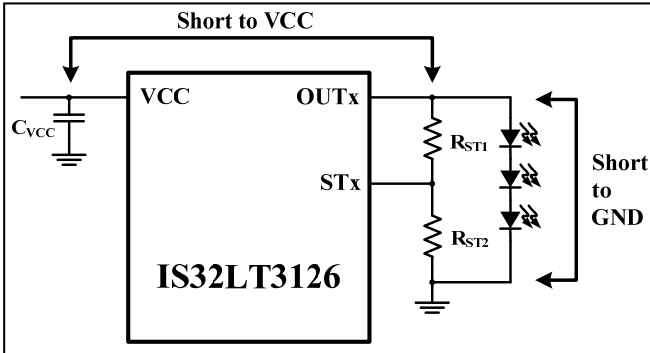 Short to VCC
VCC
OUTx
CVCC
RST1
STx
Short
to
GND
RST2
IS32LT3126